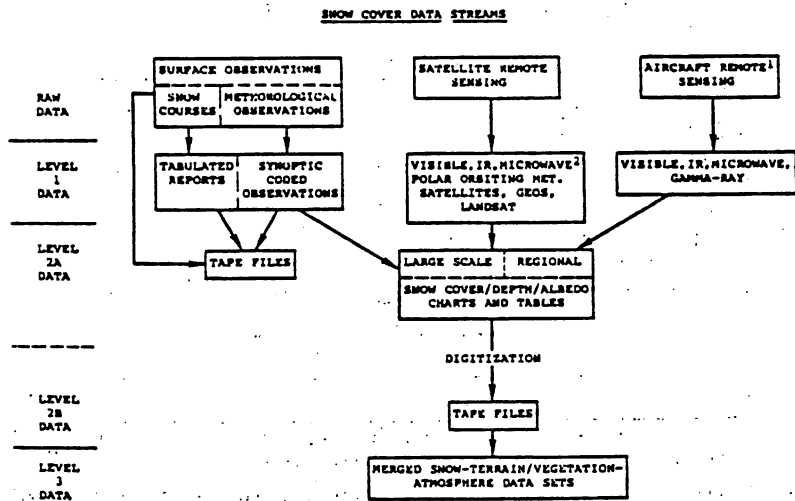 SNOW COVER DATA STREAMS
RAW
DATA
SURFACE OBSERVATIONS
SNOW
COURSES
METEOROLOGICAL
OBSERVATIONS
SATELLITE REMOTE
SENSING
AIRCRAFT REMOTE1
SENSING
LEVEL
1
DATA
TABULATED
REPORTS
SYNOPTIC
CODED
OBSERVATIONS
VISIBLE, IR, MICROWAVE2
POLAR ORBITING MET.
SATELLITES, GEOS,
LANDSAT
VISIBLE, IR, MICROWAVE,
GAMMA-RAY
LEVEL
2A
DATA
TAPE FILES
LARGE SCALE
REGIONAL
SNOW COVER/DEPTH/ALBEDO
CHARTS AND TABLES
DIGITIZATION
LEVEL
2B
DATA
TAPE FILES
LEVEL
3
DATA
MERGED SNOW-TERRAIN/VEGETATION-
ATMOSPHERE DATA SETS